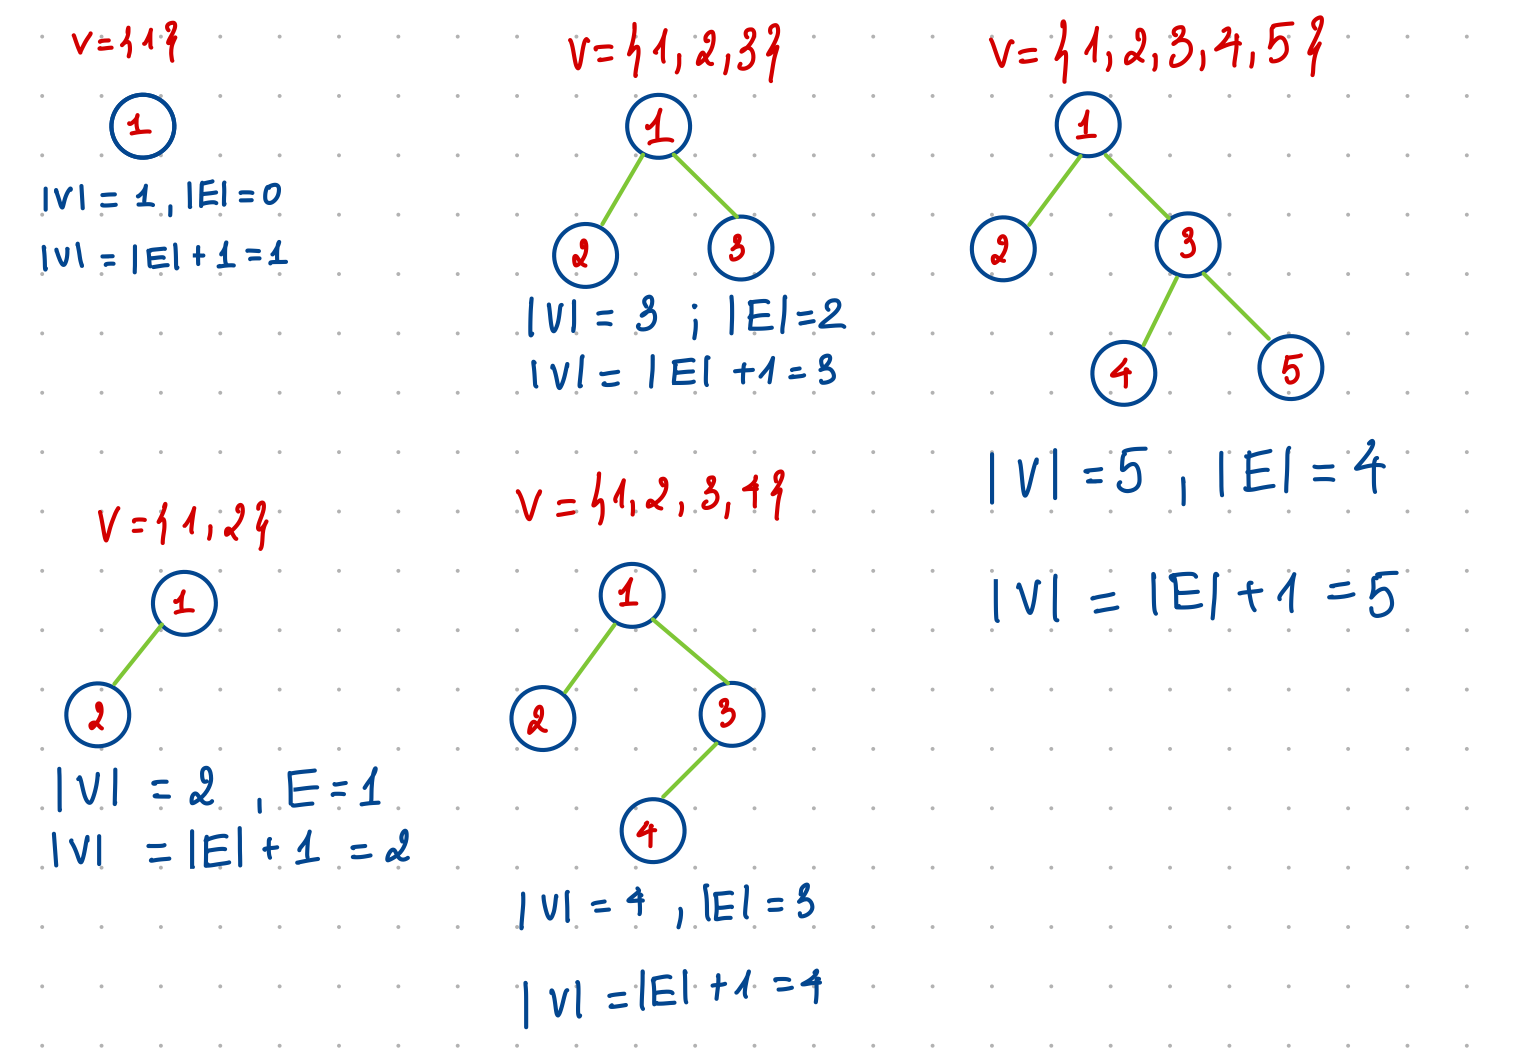 V={1}
1
|V| = 1, |E|=0
|V| = |E|+1=1
V={1,2,3}
1
2 3
|V| = 3 ; |E|=2
|V| = |E| +1=3
V={1,2,3,4,5}
1
2 3
4 5
|V| =5 , |E| =4
|V| = |E|+1 =5
V={1,2}
1
2
|V| =2 , E=1
|V| =|E|+1 =2
V={1,2,3,4}
1
2 3
4
|V| =4 , |E|=3
|V| =|E| +1 =4